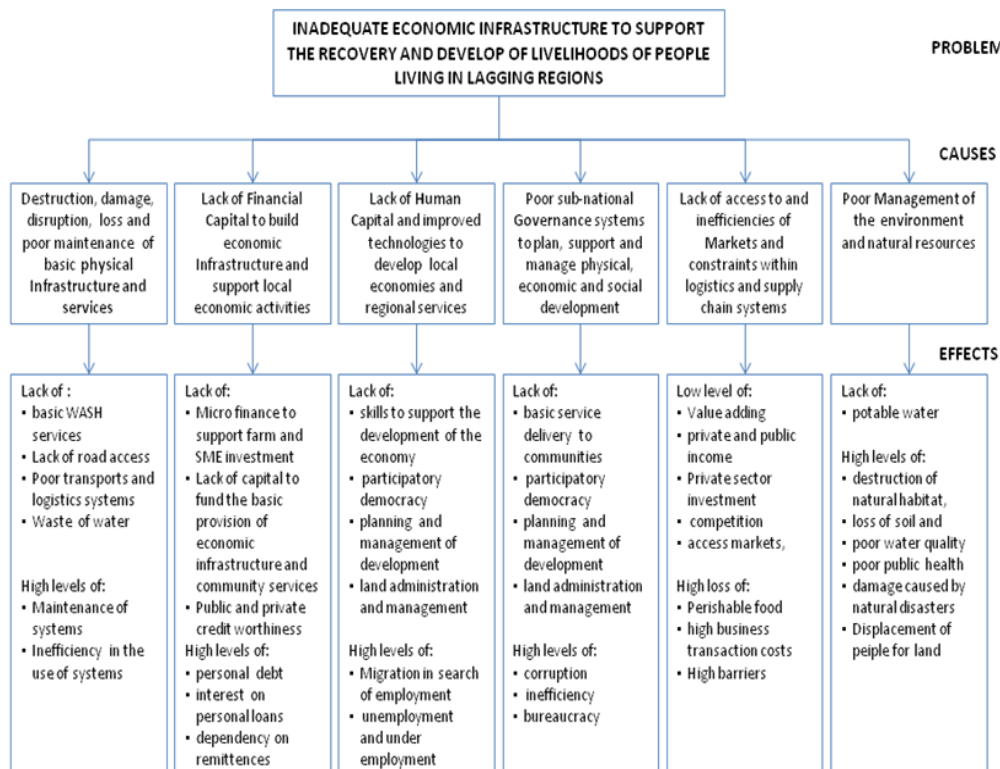 INADEQUATE ECONOMIC INFRASTRUCTURE TO SUPPORT
THE RECOVERY AND DEVELOP OF LIVELIHOODS OF PEOPLE
LIVING IN LAGGING REGIONS
PROBLEM
CAUSES
Destruction, damage,
disruption, loss and
poor maintenance of
basic physical
Infrastructure and
services
Lack of Financial
Capital to build
economic
Infrastructure and
support local
economic activities
Lack of Human
Capital and improved
technologies to
develop local
economies and
regional services
Poor sub-national
Governance systems
to plan, support and
manage physical,
economic and social
development
Lack of access to and
inefficiencies of
Markets and
constraints within
logistics and supply
chain systems
Poor Management of
the environment
and natural resources
EFFECTS
Lack of :
• basic WASH
services
• Lack of road access
• Poor transports and
logistics systems
• Waste of water
High levels of:
• Maintenance of
systems
• Inefficiency in the
use of systems
Lack of:
• Micro finance to
support farm and
SME investment
• Lack of capital to
fund the basic
provision of
economic
infrastructure and
community services
• Public and private
credit worthiness
High levels of:
• personal debt
• interest on
personal loans
• dependency on
remittences
Lack of:
• skills to support the
development of the
economy
• participatory
democracy
• planning and
management of
development
• land administration
and management
High levels of:
• Migration in search
of employment
• unemployment
and under
employment
Lack of:
• basic service
delivery to
communities
• participatory
democracy
• planning and
management of
development
• land administration
and management
High levels of:
• corruption
• inefficiency
• bureaucracy
Low level of:
• Value adding
• private and public
income
• Private sector
investment
• competition
• access markets,
High loss of:
• Perishable food
• high business
transaction costs
• High barriers
Lack of:
• potable water
High levels of:
• destruction of
natural habitat,
• loss of soil and
• poor water quality
• poor public health
• damage caused by
natural disasters
• Displacement of
peiple for land